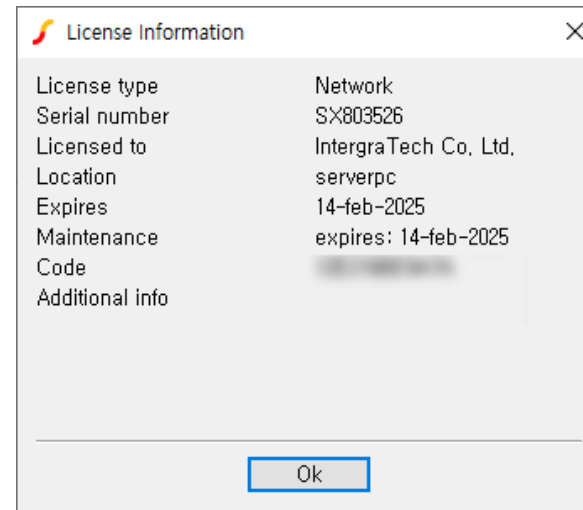 License Information
License type Network
Serial number SX803526
Licensed to IntergraTech Co, Ltd,
Location serverpc
Expires 14-feb-2025
Maintenance expires: 14-feb-2025
Code
Additional info
Ok